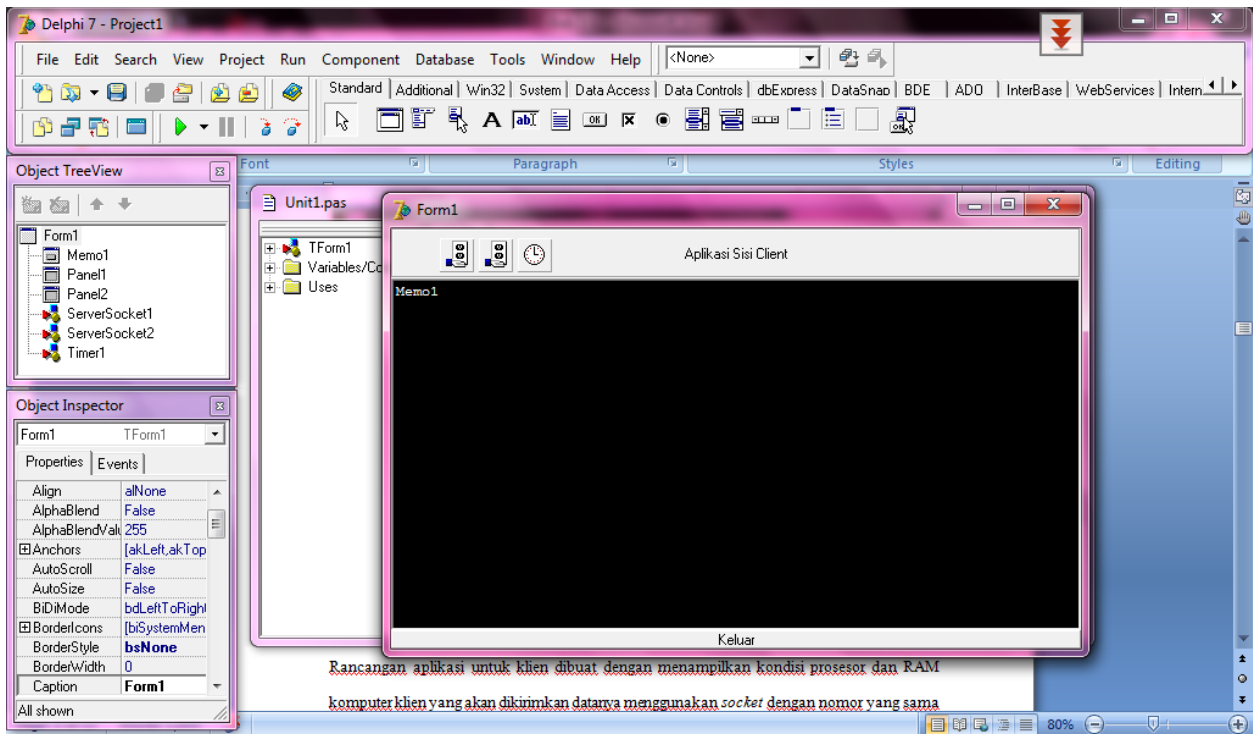 Delphi 7 - Project1
File Edit Search View Project Run Component Database Tools Window Help
<None>
Standard Additional Win32 System Data Access Data Controls dbExpress DataSnap BDE ADO InterBase WebServices Intern
Font Paragraph Styles Editing
Object TreeView
Form1
Memo1
Panel1
Panel2
ServerSocket1
ServerSocket2
Timer1
Unit1.pas
TForm1
Variables/Co
Uses
Form1
Aplikasi Sisi Client
Memo1
Keluar
Object Inspector
Form1 TForm1
Properties Events
Align alNone
AlphaBlend False
AlphaBlendValu 255
Anchors [akLeft,akTop
AutoScroll False
AutoSize False
BiDiMode bdLeftToRight
BorderIcons [biSystemMen
BorderStyle bsNone
BorderWidth 0
Caption Form1
All shown
Rancangan aplikasi untuk klien dibuat dengan menampilkan kondisi prosesor dan RAM
komputer klien yang akan dikirimkan datanya menggunakan socket dengan nomor yang sama
80%